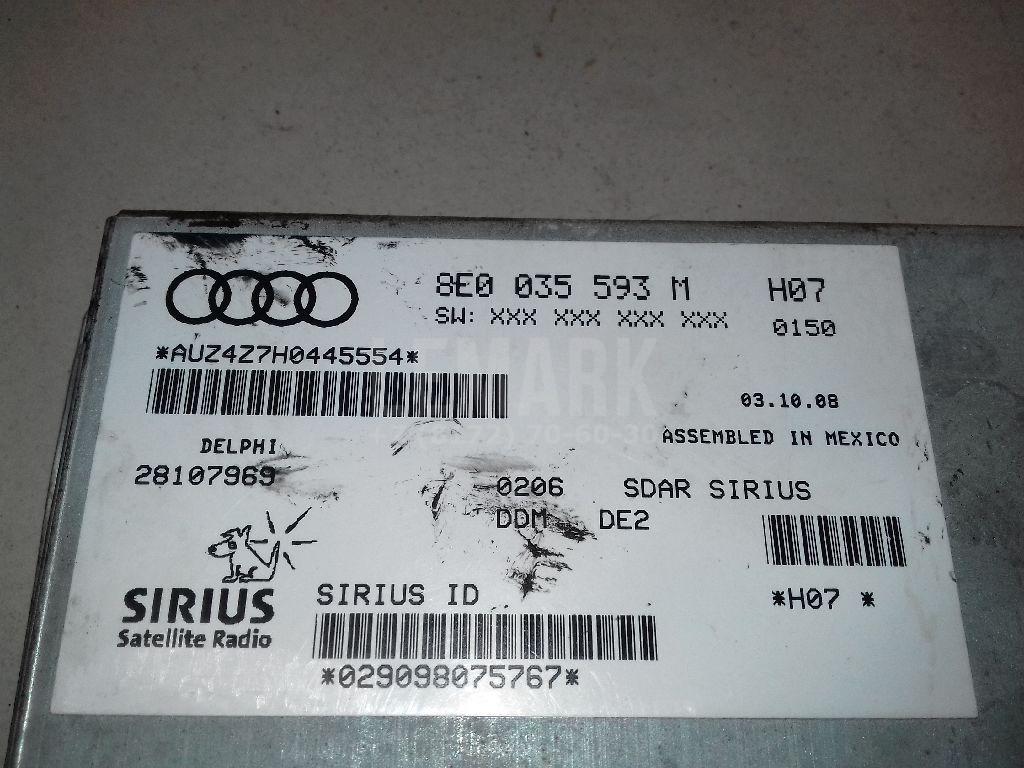 8E0 035 593 M H07
SW: XXX XXX XXX XXX 0150
*AUZ4Z7H0445554*
03.10.08
DELPHI
ASSEMBLED IN MEXICO
28107969
0206 SDAR SIRIUS
DDM DE2
SIRIUS
Satellite Radio
SIRIUS ID
*H07 *
*029098075767*